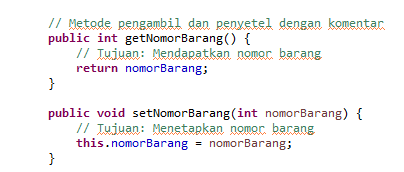 // Metode pengambil dan penyetel dengan komentar
public int getNomorBarang() {
// Tujuan: Mendapatkan nomor barang
return nomorBarang;
}
public void setNomorBarang(int nomorBarang) {
// Tujuan: Menetapkan nomor barang
this.nomorBarang = nomorBarang;
}